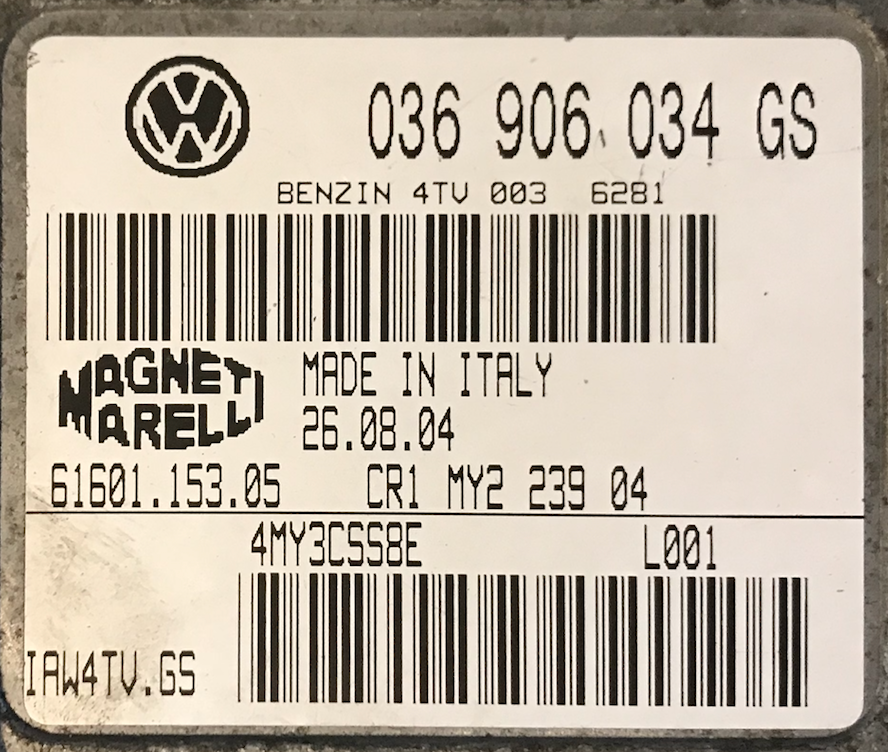 036 906 034 GS
BENZIN 4TV 003 6281
MAGNETI MARELLI
MADE IN ITALY
26.08.04
61601.153.05 CR1 MY2 239 04
4MY3CSS8E L001
IAW4TV.GS